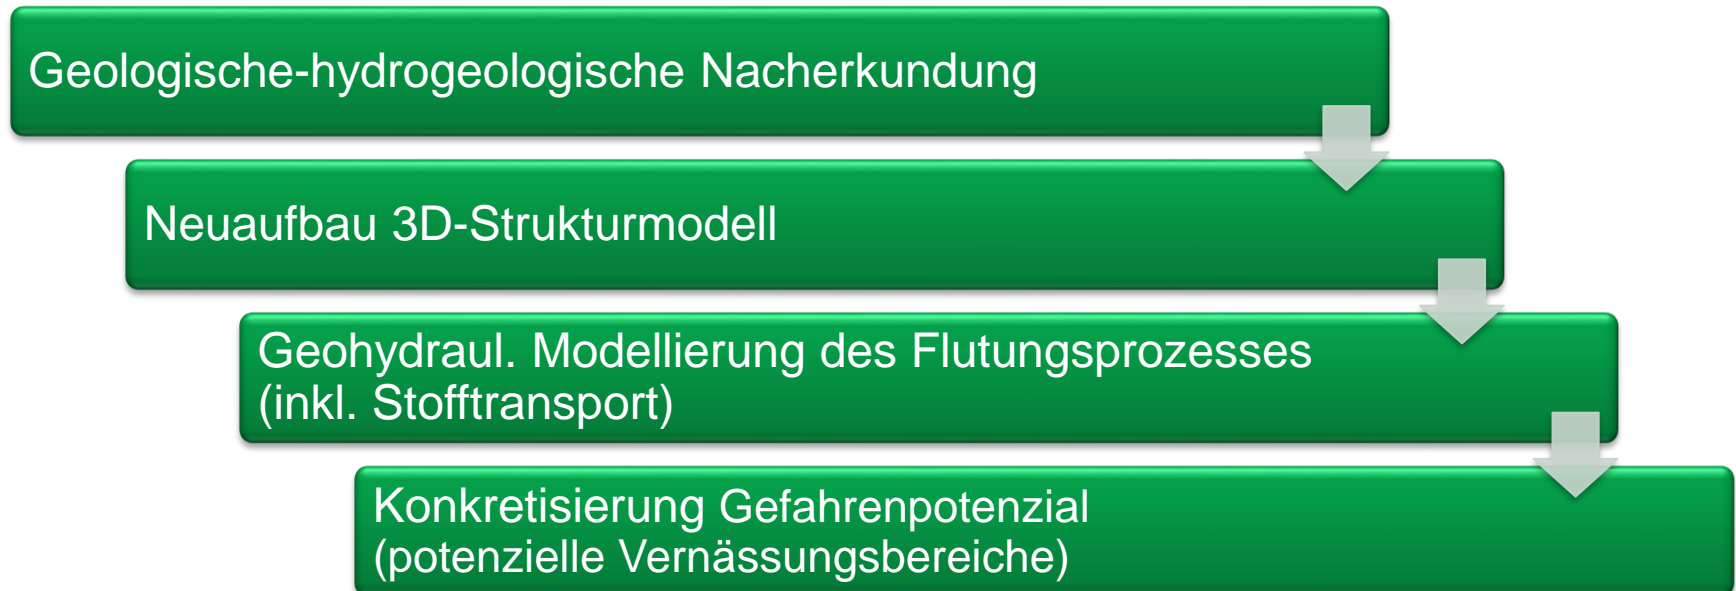 Geologische-hydrogeologische Nacherkundung
Neuaufbau 3D-Strukturmodell
Geohydraul. Modellierung des Flutungsprozesses
(inkl. Stofftransport)
Konkretisierung Gefahrenpotenzial
(potenzielle Vernässungsbereiche)